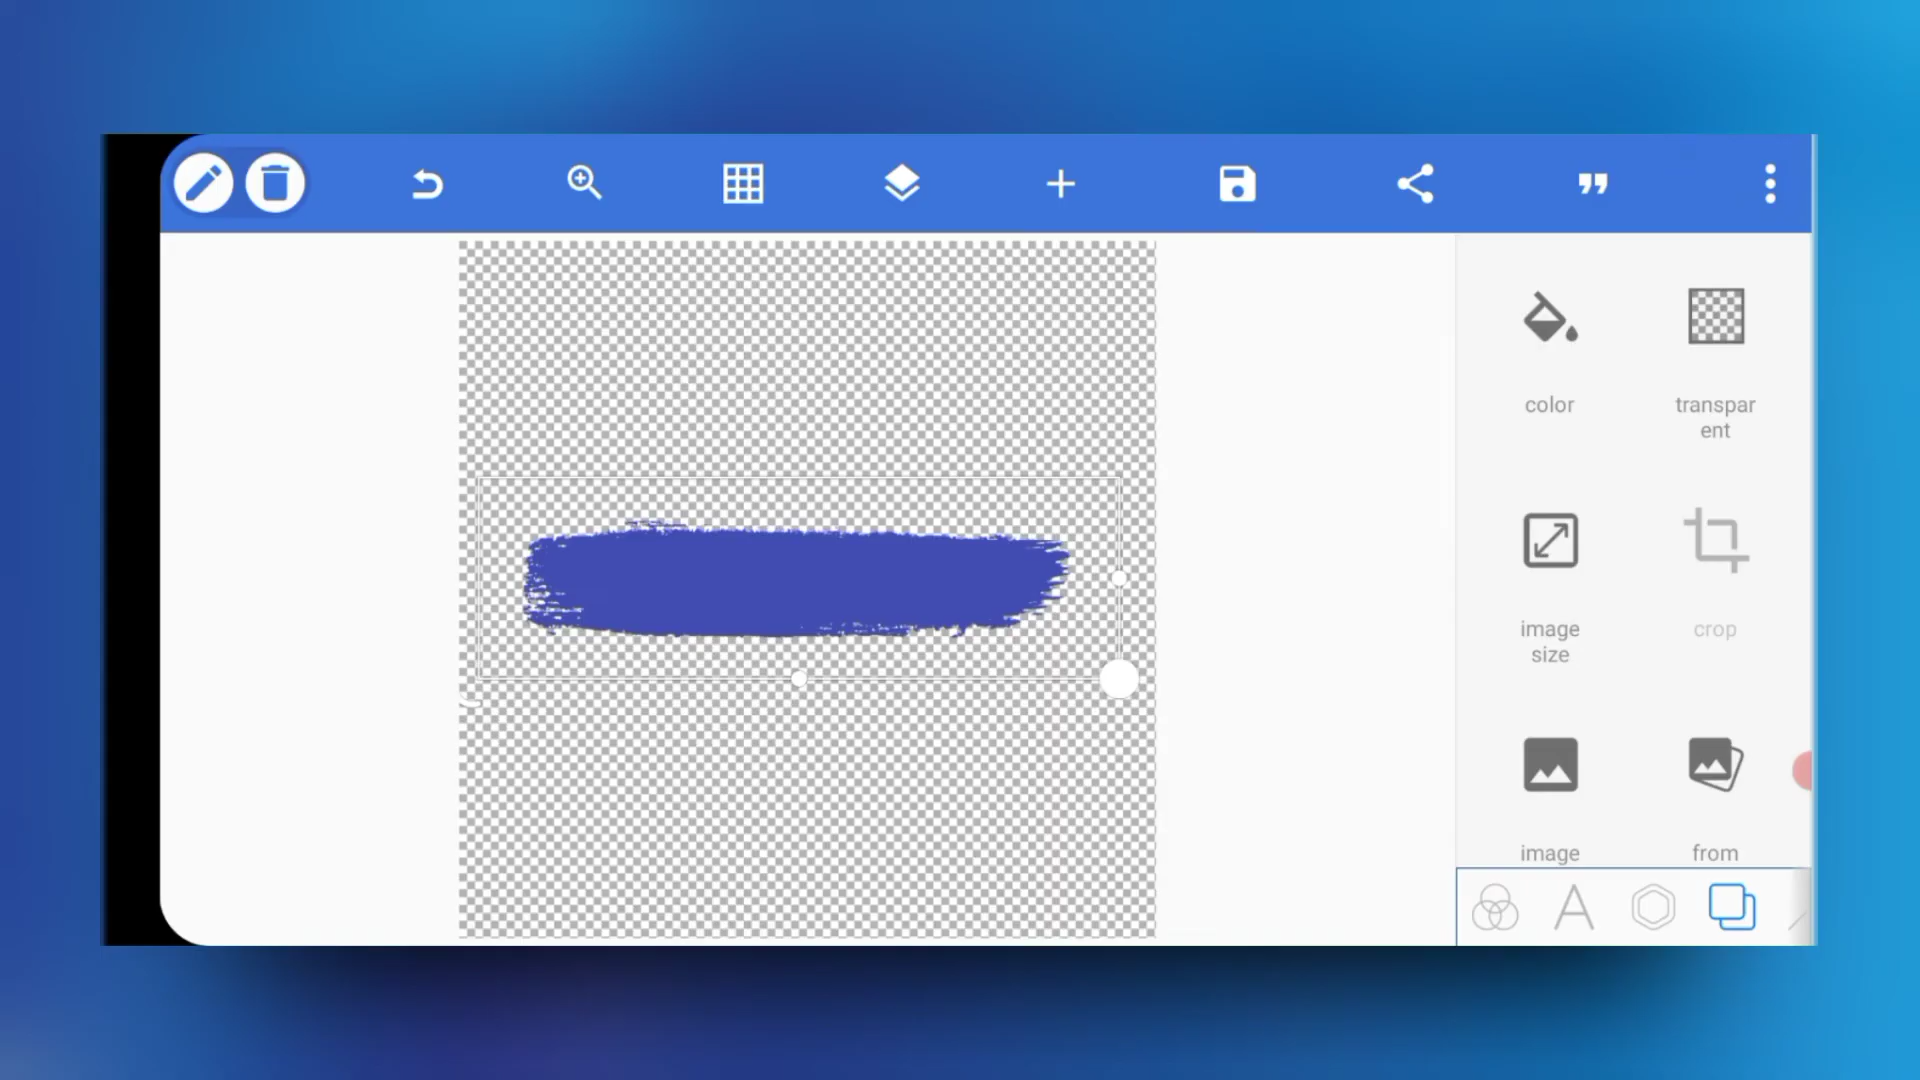 color
transpar
ent
image
size
crop
image
from